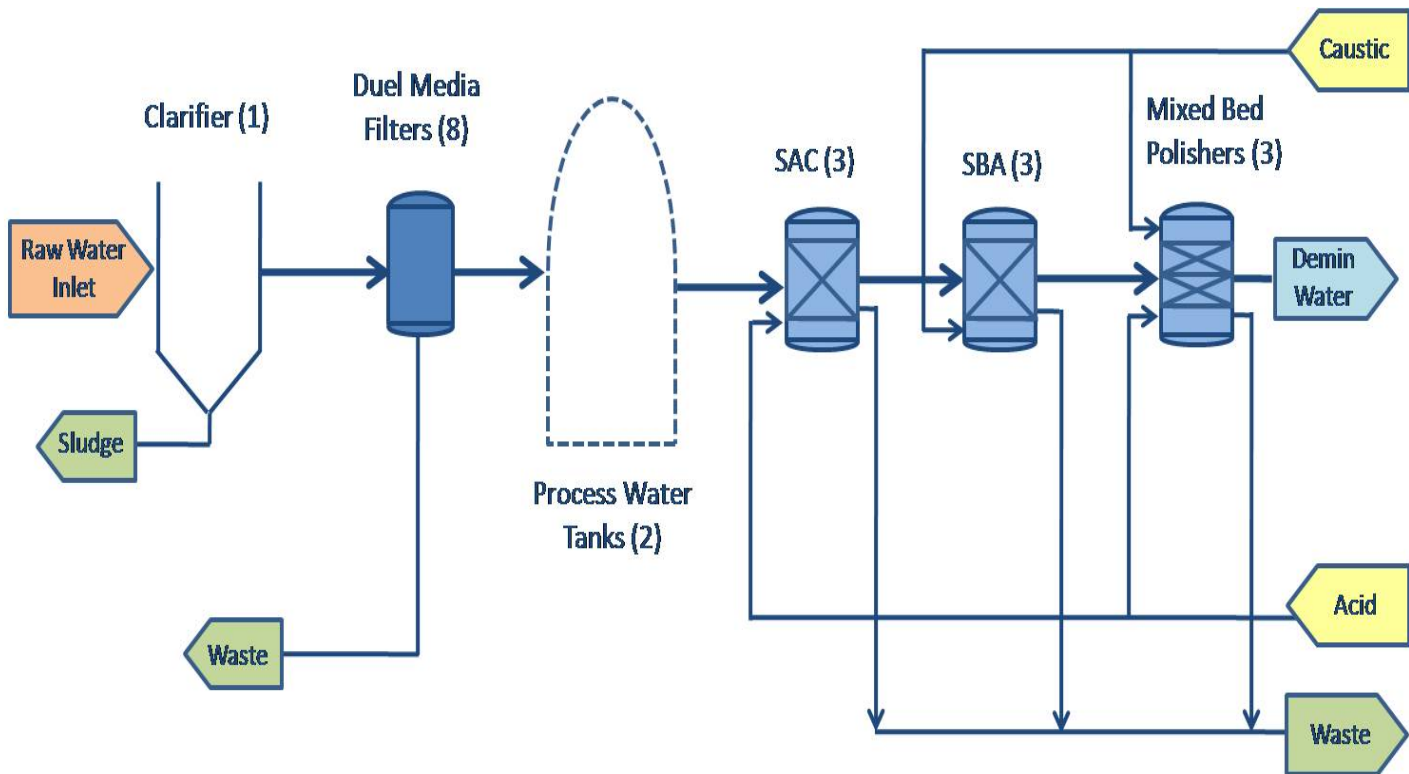 Clarifier (1)
Duel Media
Filters (8)
SAC (3)
SBA (3)
Mixed Bed
Polishers (3)
Caustic
Raw Water
Inlet
Demin
Water
Sludge
Process Water
Tanks (2)
Acid
Waste
Waste